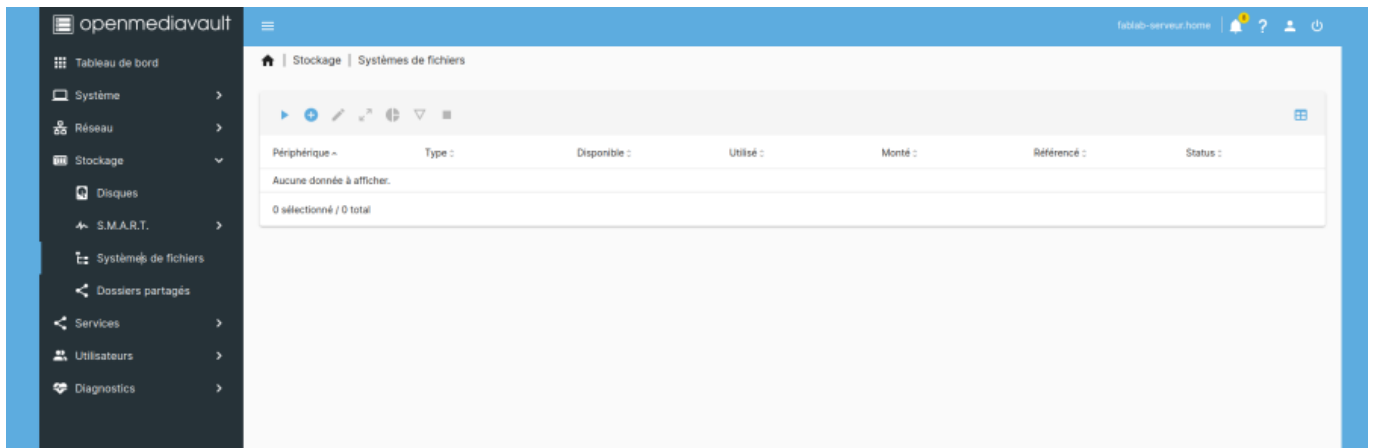 openmediavault
fablab-serveur.home
?
Tableau de bord
Stockage | Systèmes de fichiers
Système
Réseau
Stockage
Périphérique Type Disponible Utilisé Monté Référencé Status
Aucune donnée à afficher.
Disques
0 sélectionné / 0 total
S.M.A.R.T.
Systèmes de fichiers
Dossiers partagés
Services
Utilisateurs
Diagnostics